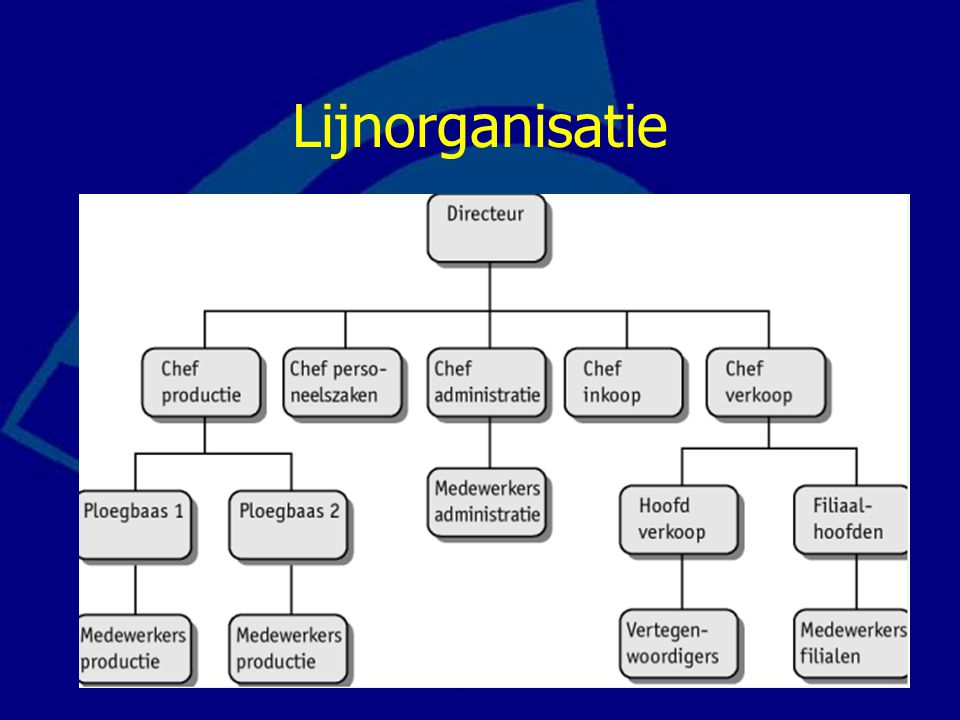 Lijnorganisatie
Directeur
Chef
productie
Chef perso-
neelszaken
Chef
administratie
Chef
inkoop
Chef
verkoop
Ploegbaas 1
Ploegbaas 2
Medewerkers
administratie
Hoofd
verkoop
Filiaal-
hoofden
Medewerkers
productie
Medewerkers
productie
Vertegen-
woordigers
Medewerkers
filialen